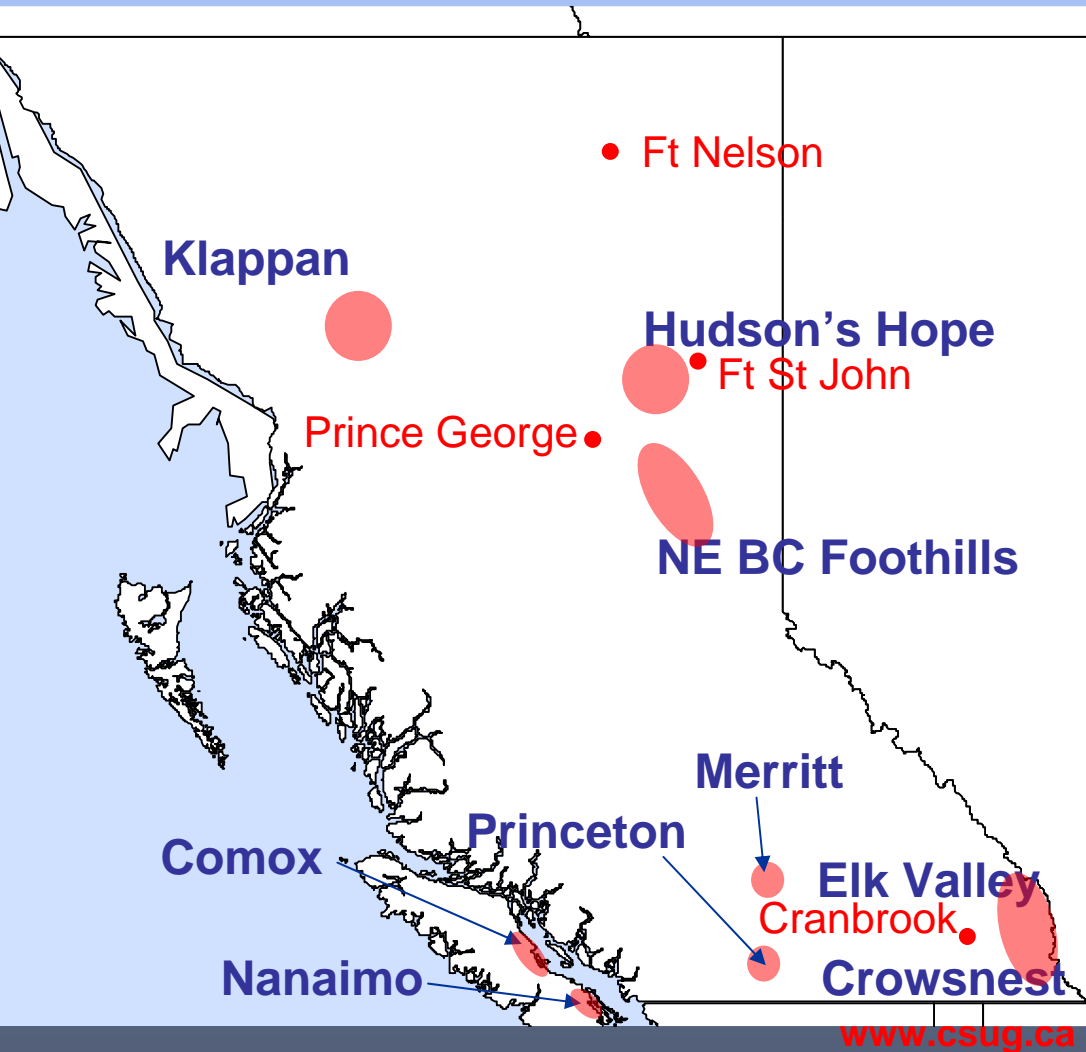 Ft Nelson
Klappan
Hudson’s Hope
Ft St John
Prince George
NE BC Foothills
Merritt
Princeton
Comox
Elk Valley
Cranbrook
Nanaimo
Crowsnest
www.csug.ca